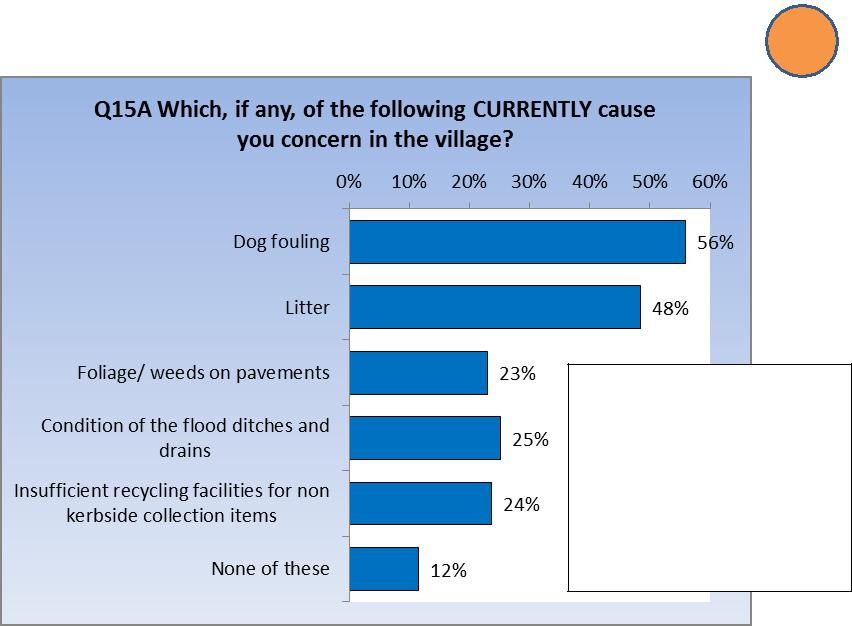 Q15A Which, if any, of the following CURRENTLY cause
you concern in the village?
0% 10% 20% 30% 40% 50% 60%
Dog fouling 56%
Litter 48%
Foliage/ weeds on pavements 23%
Condition of the flood ditches and
drains 25%
Insufficient recycling facilities for non
kerbside collection items 24%
None of these 12%